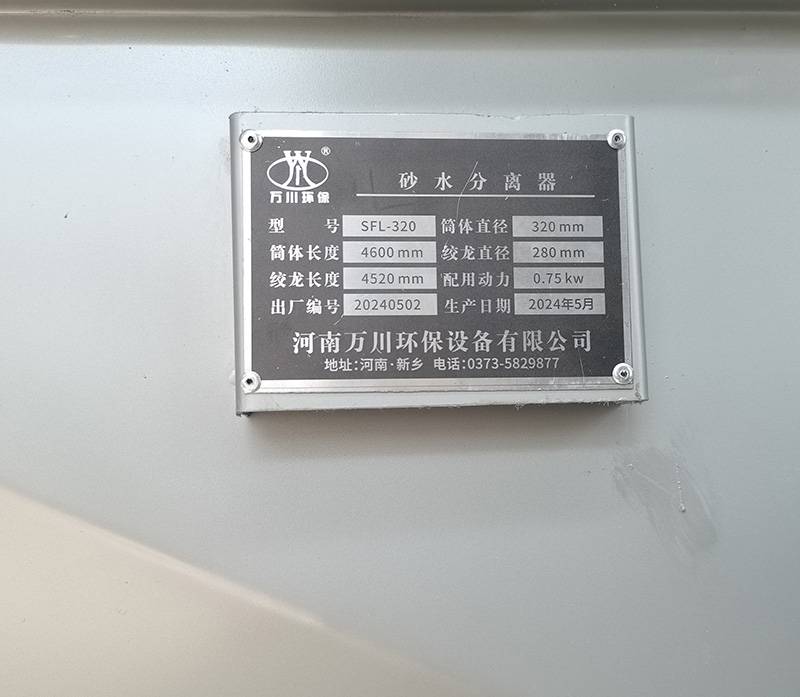 ®
万川环保
砂水分离器
型号 SFL-320 筒体直径 320mm
筒体长度 4600mm 绞龙直径 280mm
绞龙长度 4520mm 配用动力 0.75kw
出厂编号 20240502 生产日期 2024年5月
河南万川环保设备有限公司
地址:河南·新乡 电话:0373-5829877